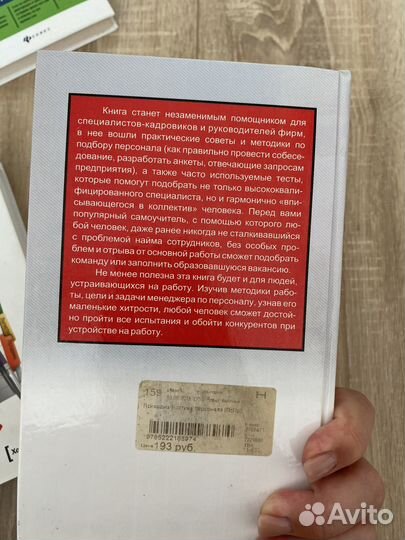 Книга станет незаменимым помощником для
специалистов-кадровиков и руководителей фирм,
в нее вошли практические советы и методики по
подбору персонала (как правильно провести собесе-
дование, разработать анкеты, отвечающие запросам
предприятия), а также часто используемые тесты,
которые помогут подобрать не только высококвали-
фицированного специалиста, но и гармонично «впи-
сывающегося в коллектив» человека. Перед вами
популярный самоучитель, с помощью которого лю-
бой человек, даже ранее никогда не сталкивавшийся
с проблемой найма сотрудников, без особых про-
блем и отрыва от основной работы сможет подобрать
команду или заполнить образовавшуюся вакансию.
Не менее полезна эта книга будет и для людей,
устраивающихся на работу. Изучив методики рабо-
ты, цели и задачи менеджера по персоналу, узнав его
маленькие хитрости, любой человек сможет достой-
но пройти все испытания и обойти конкурентов при
устройстве на работу.
159
Н
9785222188974
Цена 193 руб.
Avito